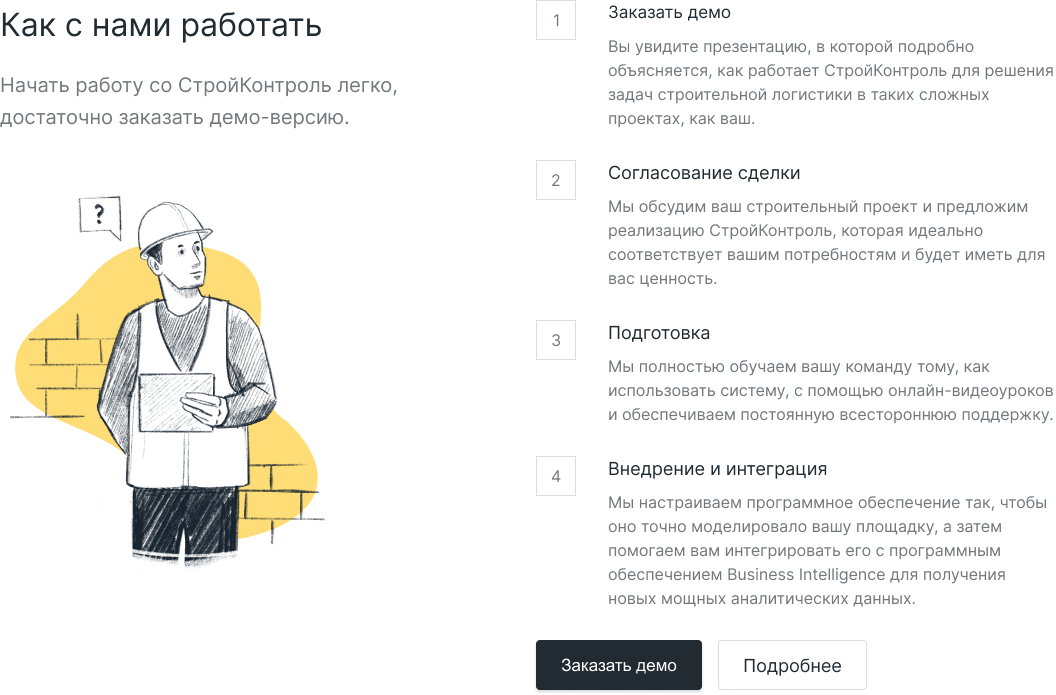 Как с нами работать
Начать работу со СтройКонтроль легко,
достаточно заказать демо-версию.
?
1
Заказать демо
Вы увидите презентацию, в которой подробно
объясняется, как работает СтройКонтроль для решения
задач строительной логистики в таких сложных
проектах, как ваш.
2
Согласование сделки
Мы обсудим ваш строительный проект и предложим
реализацию СтройКонтроль, которая идеально
соответствует вашим потребностям и будет иметь для
вас ценность.
3
Подготовка
Мы полностью обучаем вашу команду тому, как
использовать систему, с помощью онлайн-видеоуроков
и обеспечиваем постоянную всестороннюю поддержку.
4
Внедрение и интеграция
Мы настраиваем программное обеспечение так, чтобы
оно точно моделировало вашу площадку, а затем
помогаем вам интегрировать его с программным
обеспечением Business Intelligence для получения
новых мощных аналитических данных.
Заказать демо
Подробнее